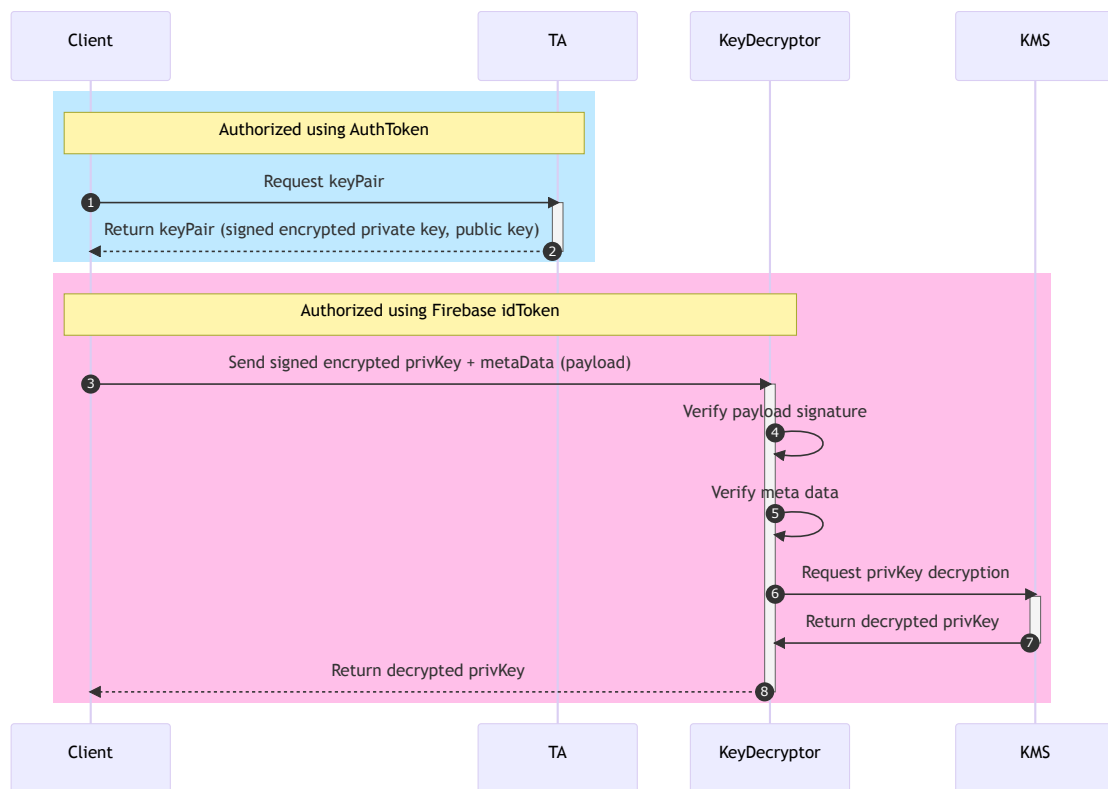 Client
TA
KeyDecryptor
KMS
Authorized using AuthToken
Request keyPair
1
Return keyPair (signed encrypted private key, public key)
2
Authorized using Firebase idToken
Send signed encrypted privKey + metaData (payload)
3
Verify payload signature
4
Verify meta data
5
Request privKey decryption
6
Return decrypted privKey
7
Return decrypted privKey
8
Client
TA
KeyDecryptor
KMS